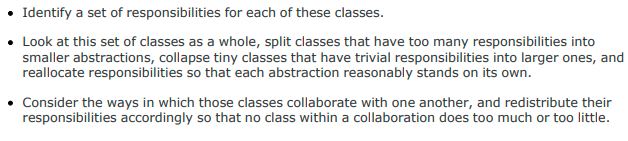 • Identify a set of responsibilities for each of these classes.
• Look at this set of classes as a whole, split classes that have too many responsibilities into
smaller abstractions, collapse tiny classes that have trivial responsibilities into larger ones, and
reallocate responsibilities so that each abstraction reasonably stands on its own.
• Consider the ways in which those classes collaborate with one another, and redistribute their
responsibilities accordingly so that no class within a collaboration does too much or too little.